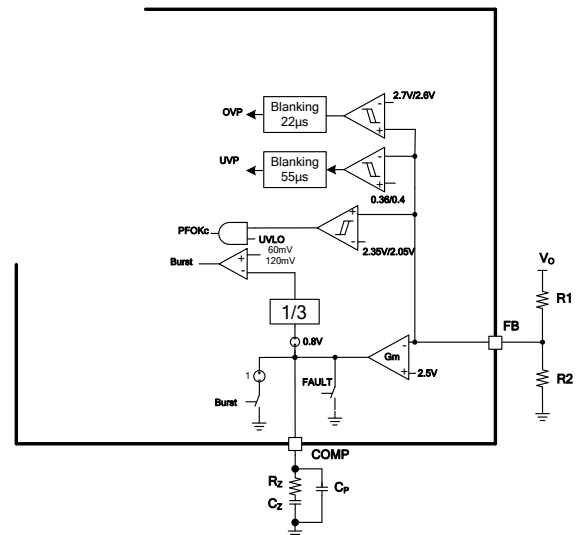 2.7V/2.6V
OVP
Blanking
22µs
-
+
UVP
Blanking
55µs
-
+
0.36/0.4
PFOKc
UVLO
+
-
2.35V/2.05V
Burst
60mV
120mV
+
-
1/3
0.8V
Vo
R1
FB
R2
Gm
-
+
2.5V
1
FAULT
Burst
COMP
RZ
CZ
CP